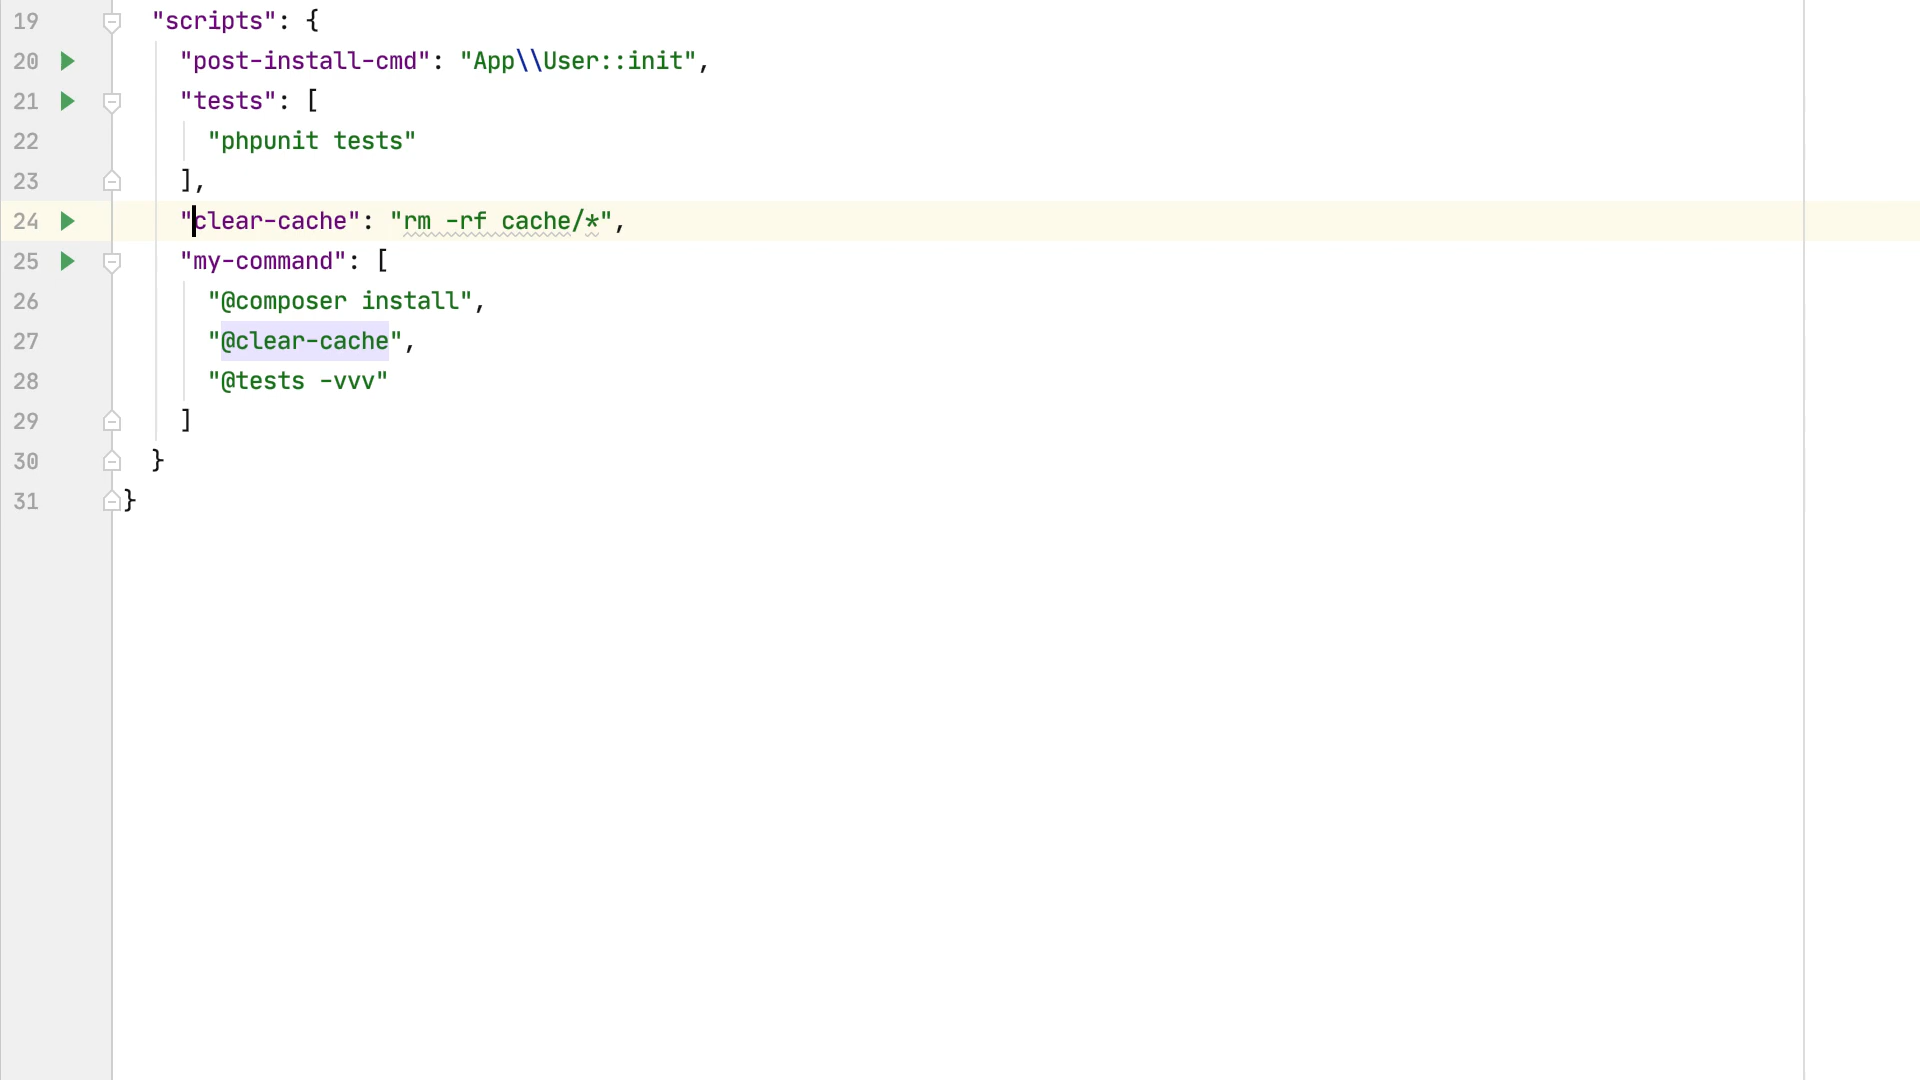 19 "scripts": {
20 "post-install-cmd": "App\\User::init",
21 "tests": [
22 "phpunit tests"
23 ],
24 "clear-cache": "rm -rf cache/*",
25 "my-command": [
26 "@composer install",
27 "@clear-cache",
28 "@tests -vvv"
29 ]
30 }
31 }